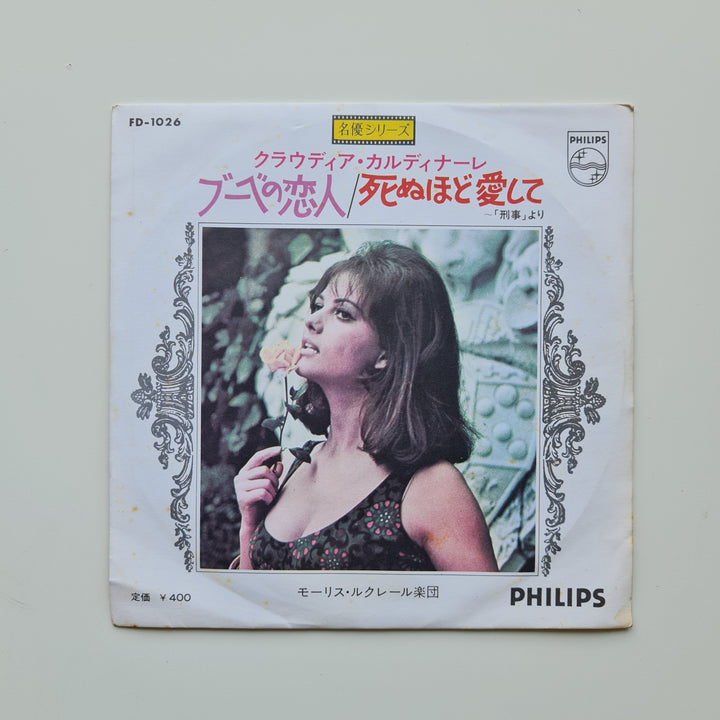 FD-1026
名優シリーズ
PHILIPS
クラウディア・カルディナーレ
ブーベの恋人/死ぬほど愛して
~「刑事」より
モーリス・ルクレール楽団
定価 ¥400
PHILIPS